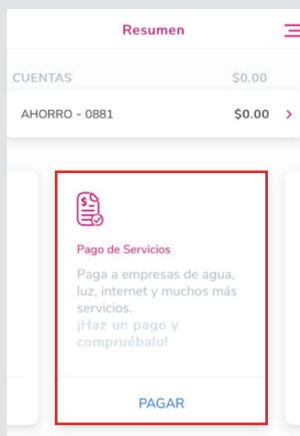 Resumen
CUENTAS $0.00
AHORRO - 0881 $0.00
Pago de Servicios
Paga a empresas de agua,
luz, internet y muchos más
servicios.
¡Haz un pago y
compruébalo!
PAGAR